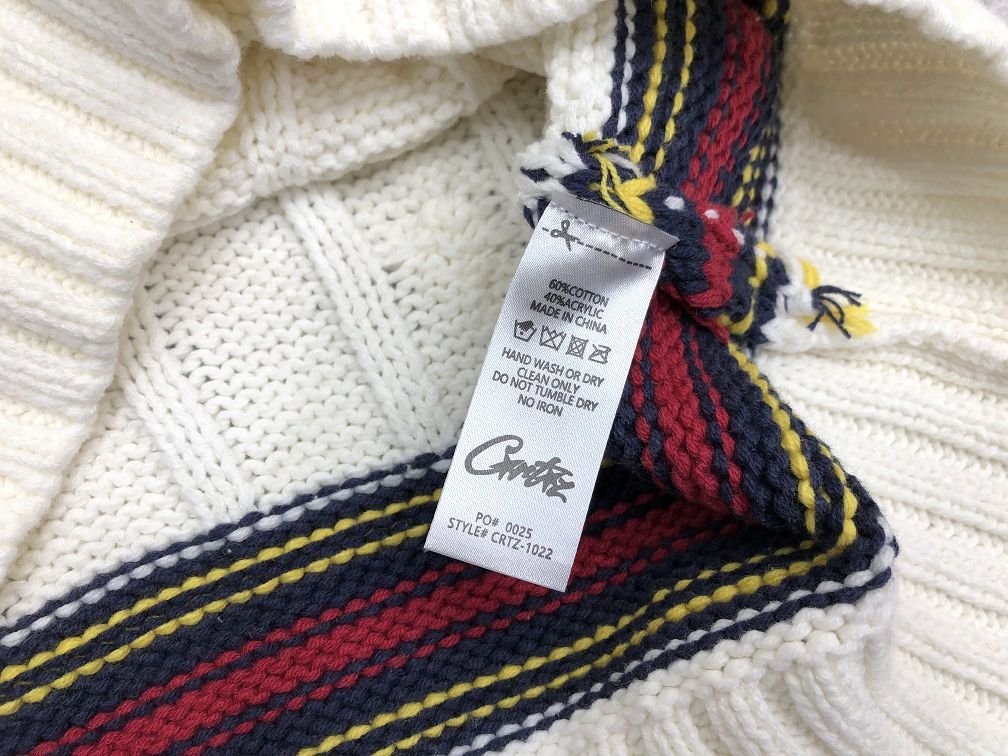 60%COTTON
40%ACRYLIC
MADE IN CHINA
HAND WASH OR DRY
CLEAN ONLY
DO NOT TUMBLE DRY
NO IRON
Corteiz
PO# 0025
STYLE# CRTZ-1022